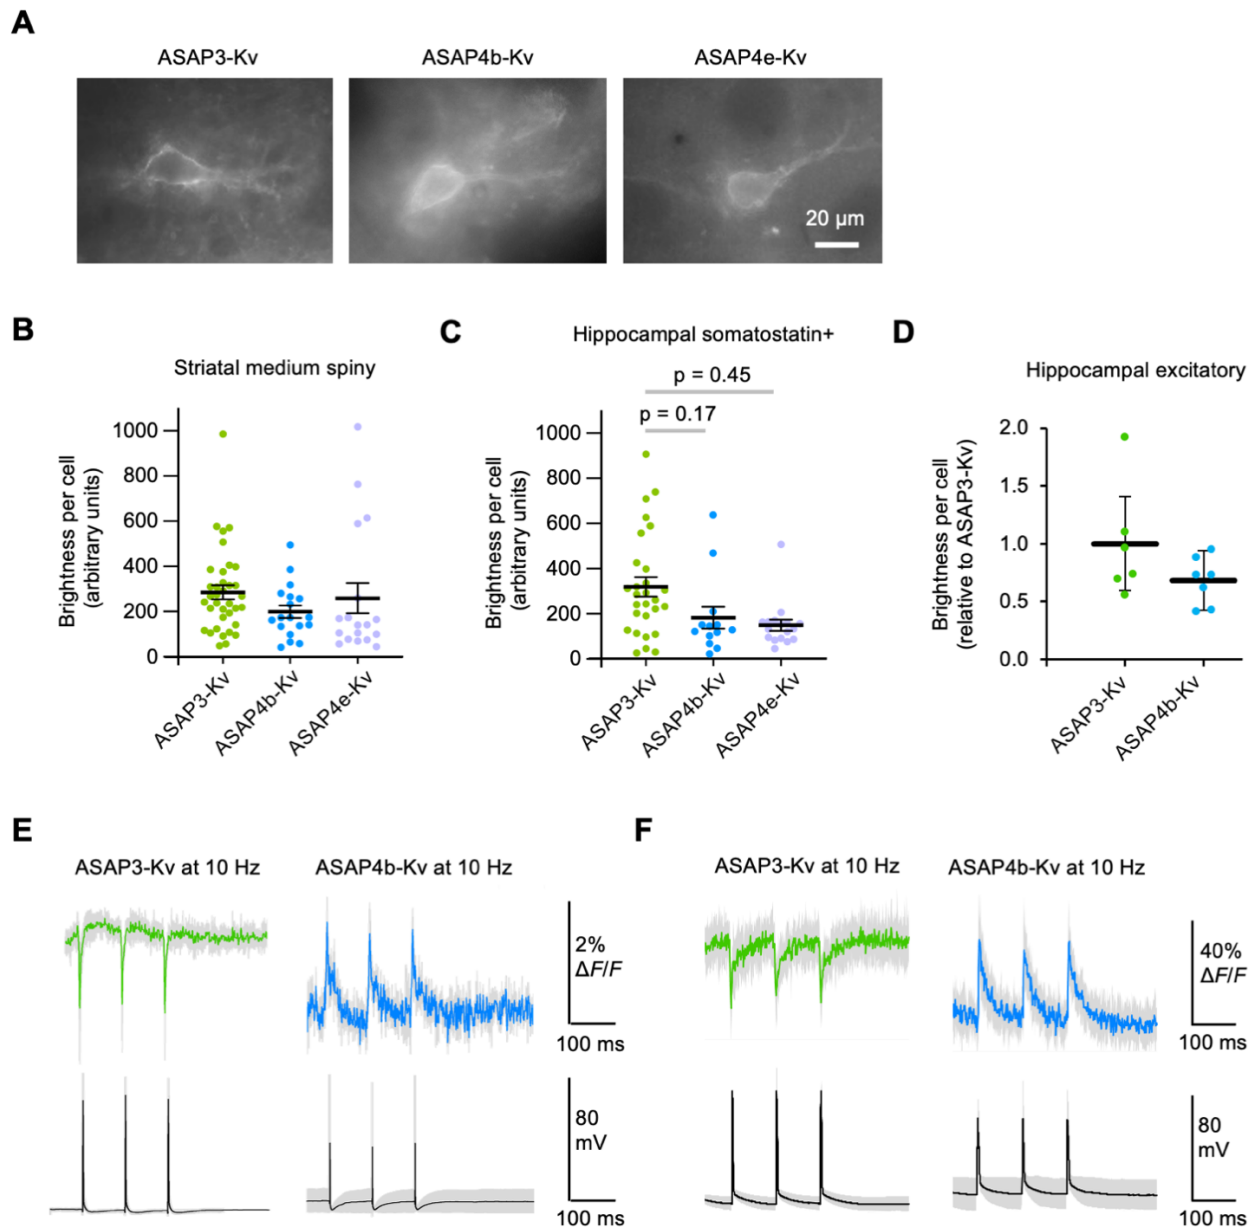 A
ASAP3-Kv
ASAP4b-Kv
ASAP4e-Kv
20 µm
B
Striatal medium spiny
Brightness per cell
(arbitrary units)
1000
800
600
400
200
0
ASAP3-Kv
ASAP4b-Kv
ASAP4e-Kv
C
Hippocampal somatostatin+
p = 0.45
p = 0.17
Brightness per cell
(arbitrary units)
1000
800
600
400
200
0
ASAP3-Kv
ASAP4b-Kv
ASAP4e-Kv
D
Hippocampal excitatory
Brightness per cell
(relative to ASAP3-Kv)
2.0
1.5
1.0
0.5
0.0
ASAP3-Kv
ASAP4b-Kv
E
ASAP3-Kv at 10 Hz
ASAP4b-Kv at 10 Hz
2%
ΔF/F
100 ms
80
mV
100 ms
F
ASAP3-Kv at 10 Hz
ASAP4b-Kv at 10 Hz
40%
ΔF/F
100 ms
80
mV
100 ms